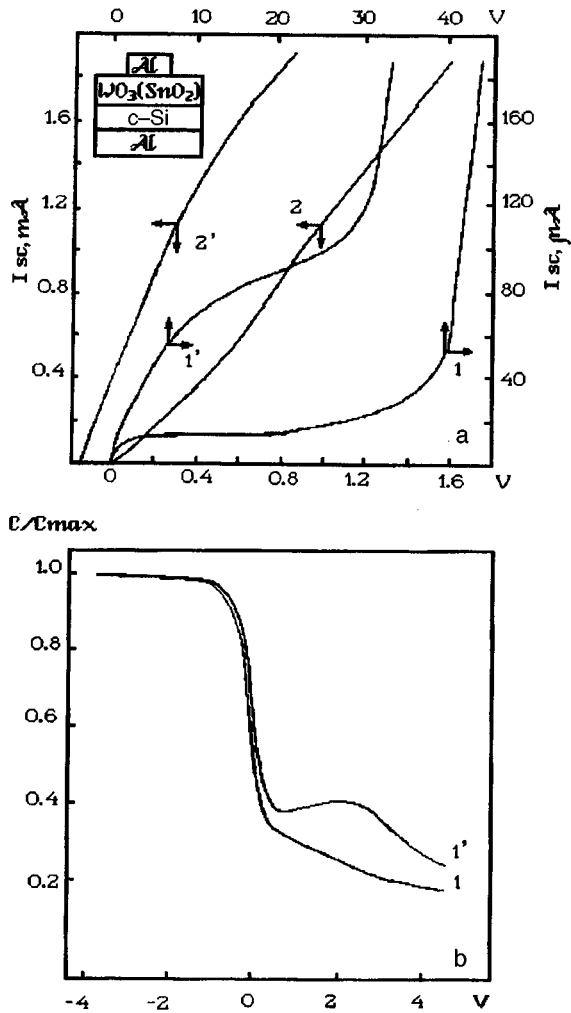 0 10 20 30 40 V
Al
WO₃(SnO₂)
c-Si
Al
I sc, mA
1.6
1.2
0.8
0.4
2'
2
1'
1
160
120
80
40
I sc, μA
a
0 0.4 0.8 1.2 1.6 V
C/Cmax
1.0
0.8
0.6
0.4
0.2
1'
1
b
-4 -2 0 2 4 V